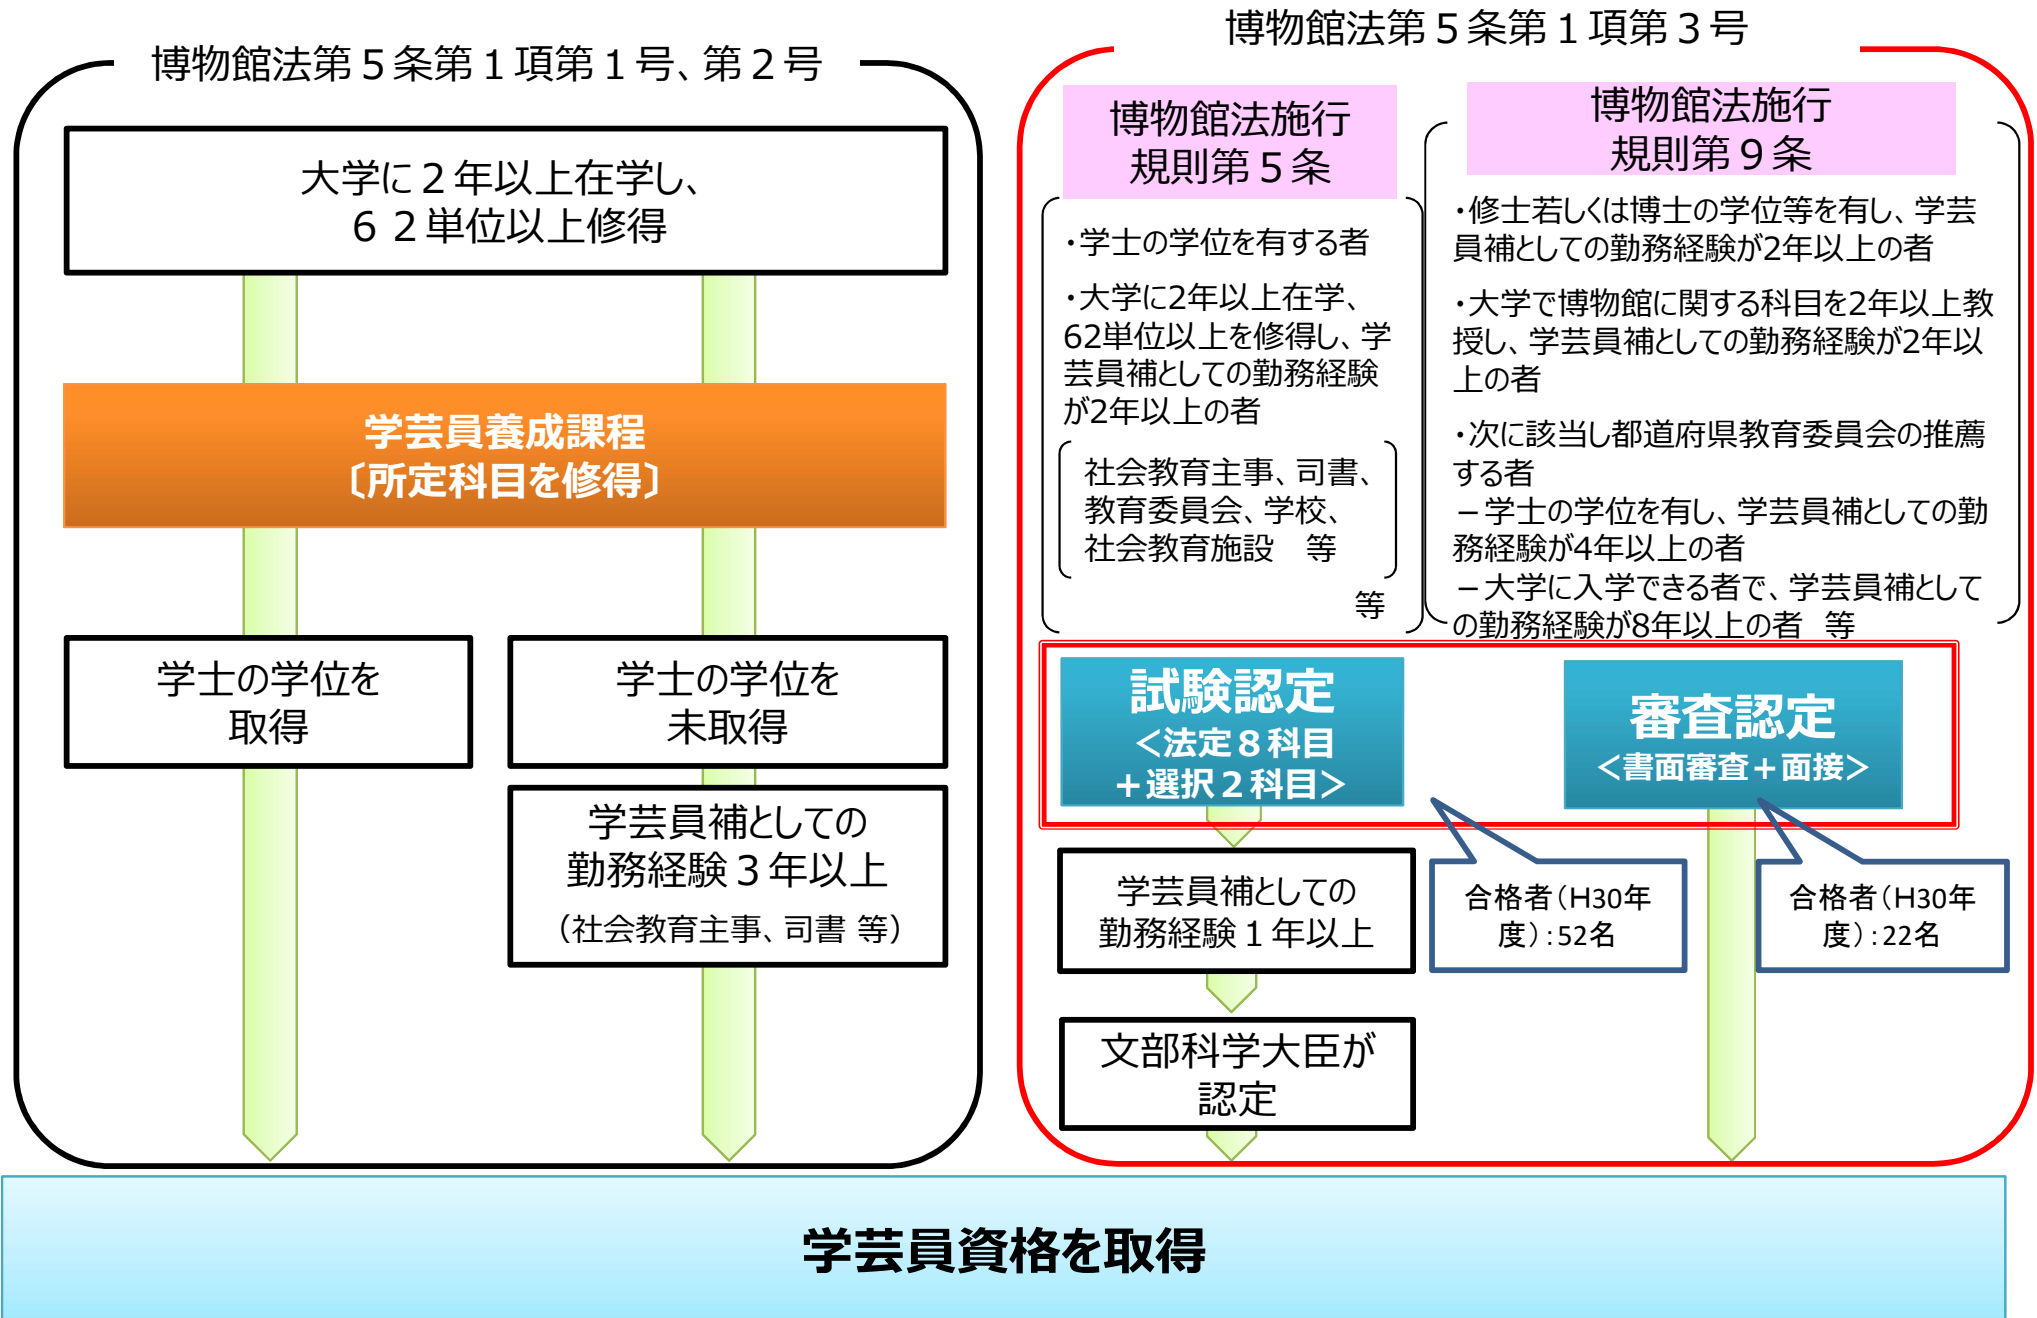 博物館法第５条第１項第１号、第２号
大学に２年以上在学し、
６２単位以上修得
学芸員養成課程
〔所定科目を修得〕
学士の学位を
取得
学士の学位を
未取得
学芸員補としての
勤務経験３年以上
（社会教育主事、司書 等）
博物館法第５条第１項第３号
博物館法施行
規則第５条
・学士の学位を有する者
・大学に2年以上在学、
62単位以上を修得し、学
芸員補としての勤務経験
が2年以上の者
社会教育主事、司書、
教育委員会、学校、
社会教育施設　等
等
博物館法施行
規則第９条
・修士若しくは博士の学位等を有し、学芸
員補としての勤務経験が2年以上の者
・大学で博物館に関する科目を2年以上教
授し、学芸員補としての勤務経験が2年以
上の者
・次に該当し都道府県教育委員会の推薦
する者
－学士の学位を有し、学芸員補としての勤
務経験が4年以上の者
－大学に入学できる者で、学芸員補として
の勤務経験が8年以上の者　等
試験認定
＜法定８科目
＋選択２科目＞
審査認定
＜書面審査＋面接＞
学芸員補としての
勤務経験１年以上
合格者（H30年
度）：52名
合格者（H30年
度）：22名
文部科学大臣が
認定
学芸員資格を取得